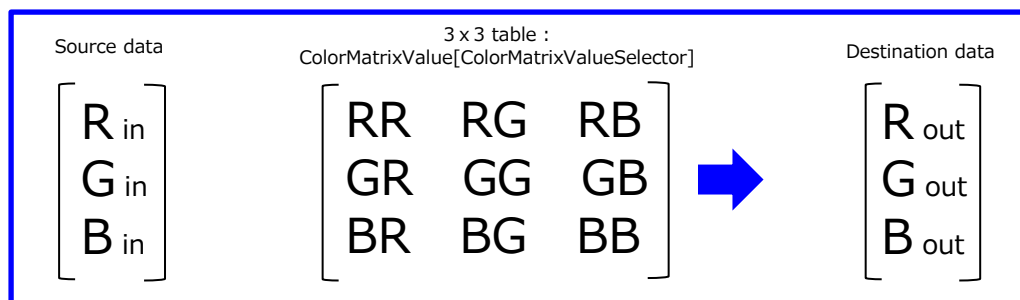 Source data
3 x 3 table :
ColorMatrixValue[ColorMatrixValueSelector]
Destination data
R in
G in
B in
RR RG RB
GR GG GB
BR BG BB
R out
G out
B out